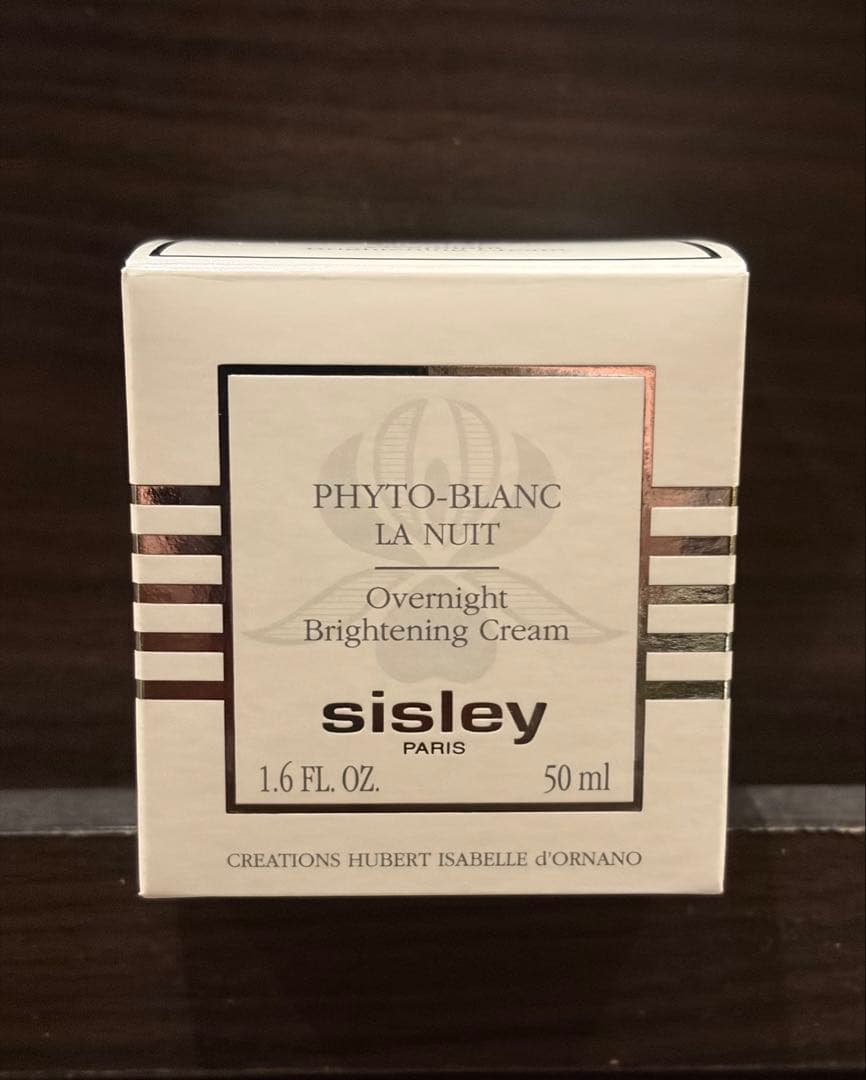 PHYTO-BLANC
LA NUIT
Overnight
Brightening Cream
sisley
PARIS
1.6 FL. OZ. 50 ml
CREATIONS HUBERT ISABELLE d'ORNANO